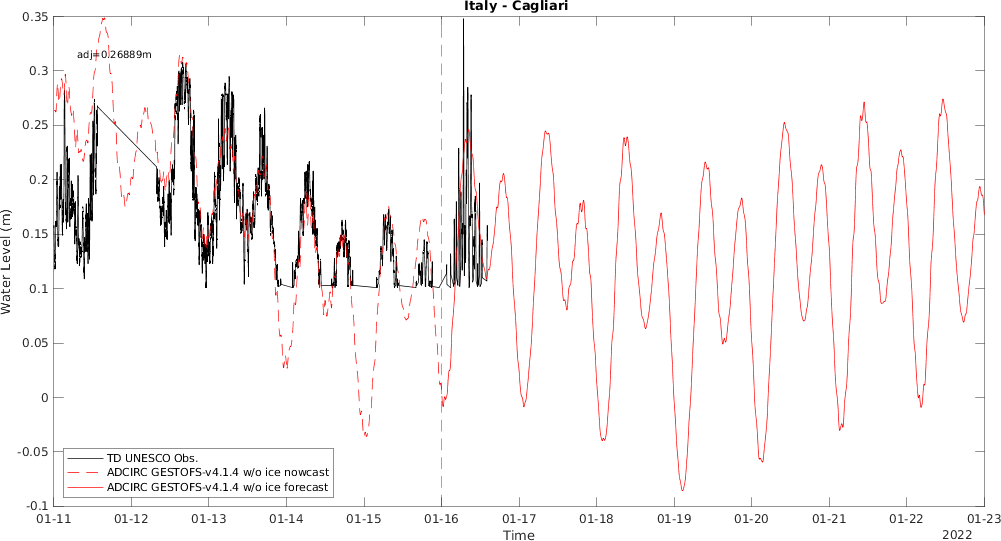 Italy - Cagliari
adj=0.26889m
0.35
0.3
0.25
0.2
0.15
0.1
0.05
0
-0.05
-0.1
Water Level (m)
TD UNESCO Obs.
ADCIRC GESTOFS-v4.1.4 w/o ice nowcast
ADCIRC GESTOFS-v4.1.4 w/o ice forecast
01-11 01-12 01-13 01-14 01-15 01-16 01-17 01-18 01-19 01-20 01-21 01-22 01-23
Time
2022